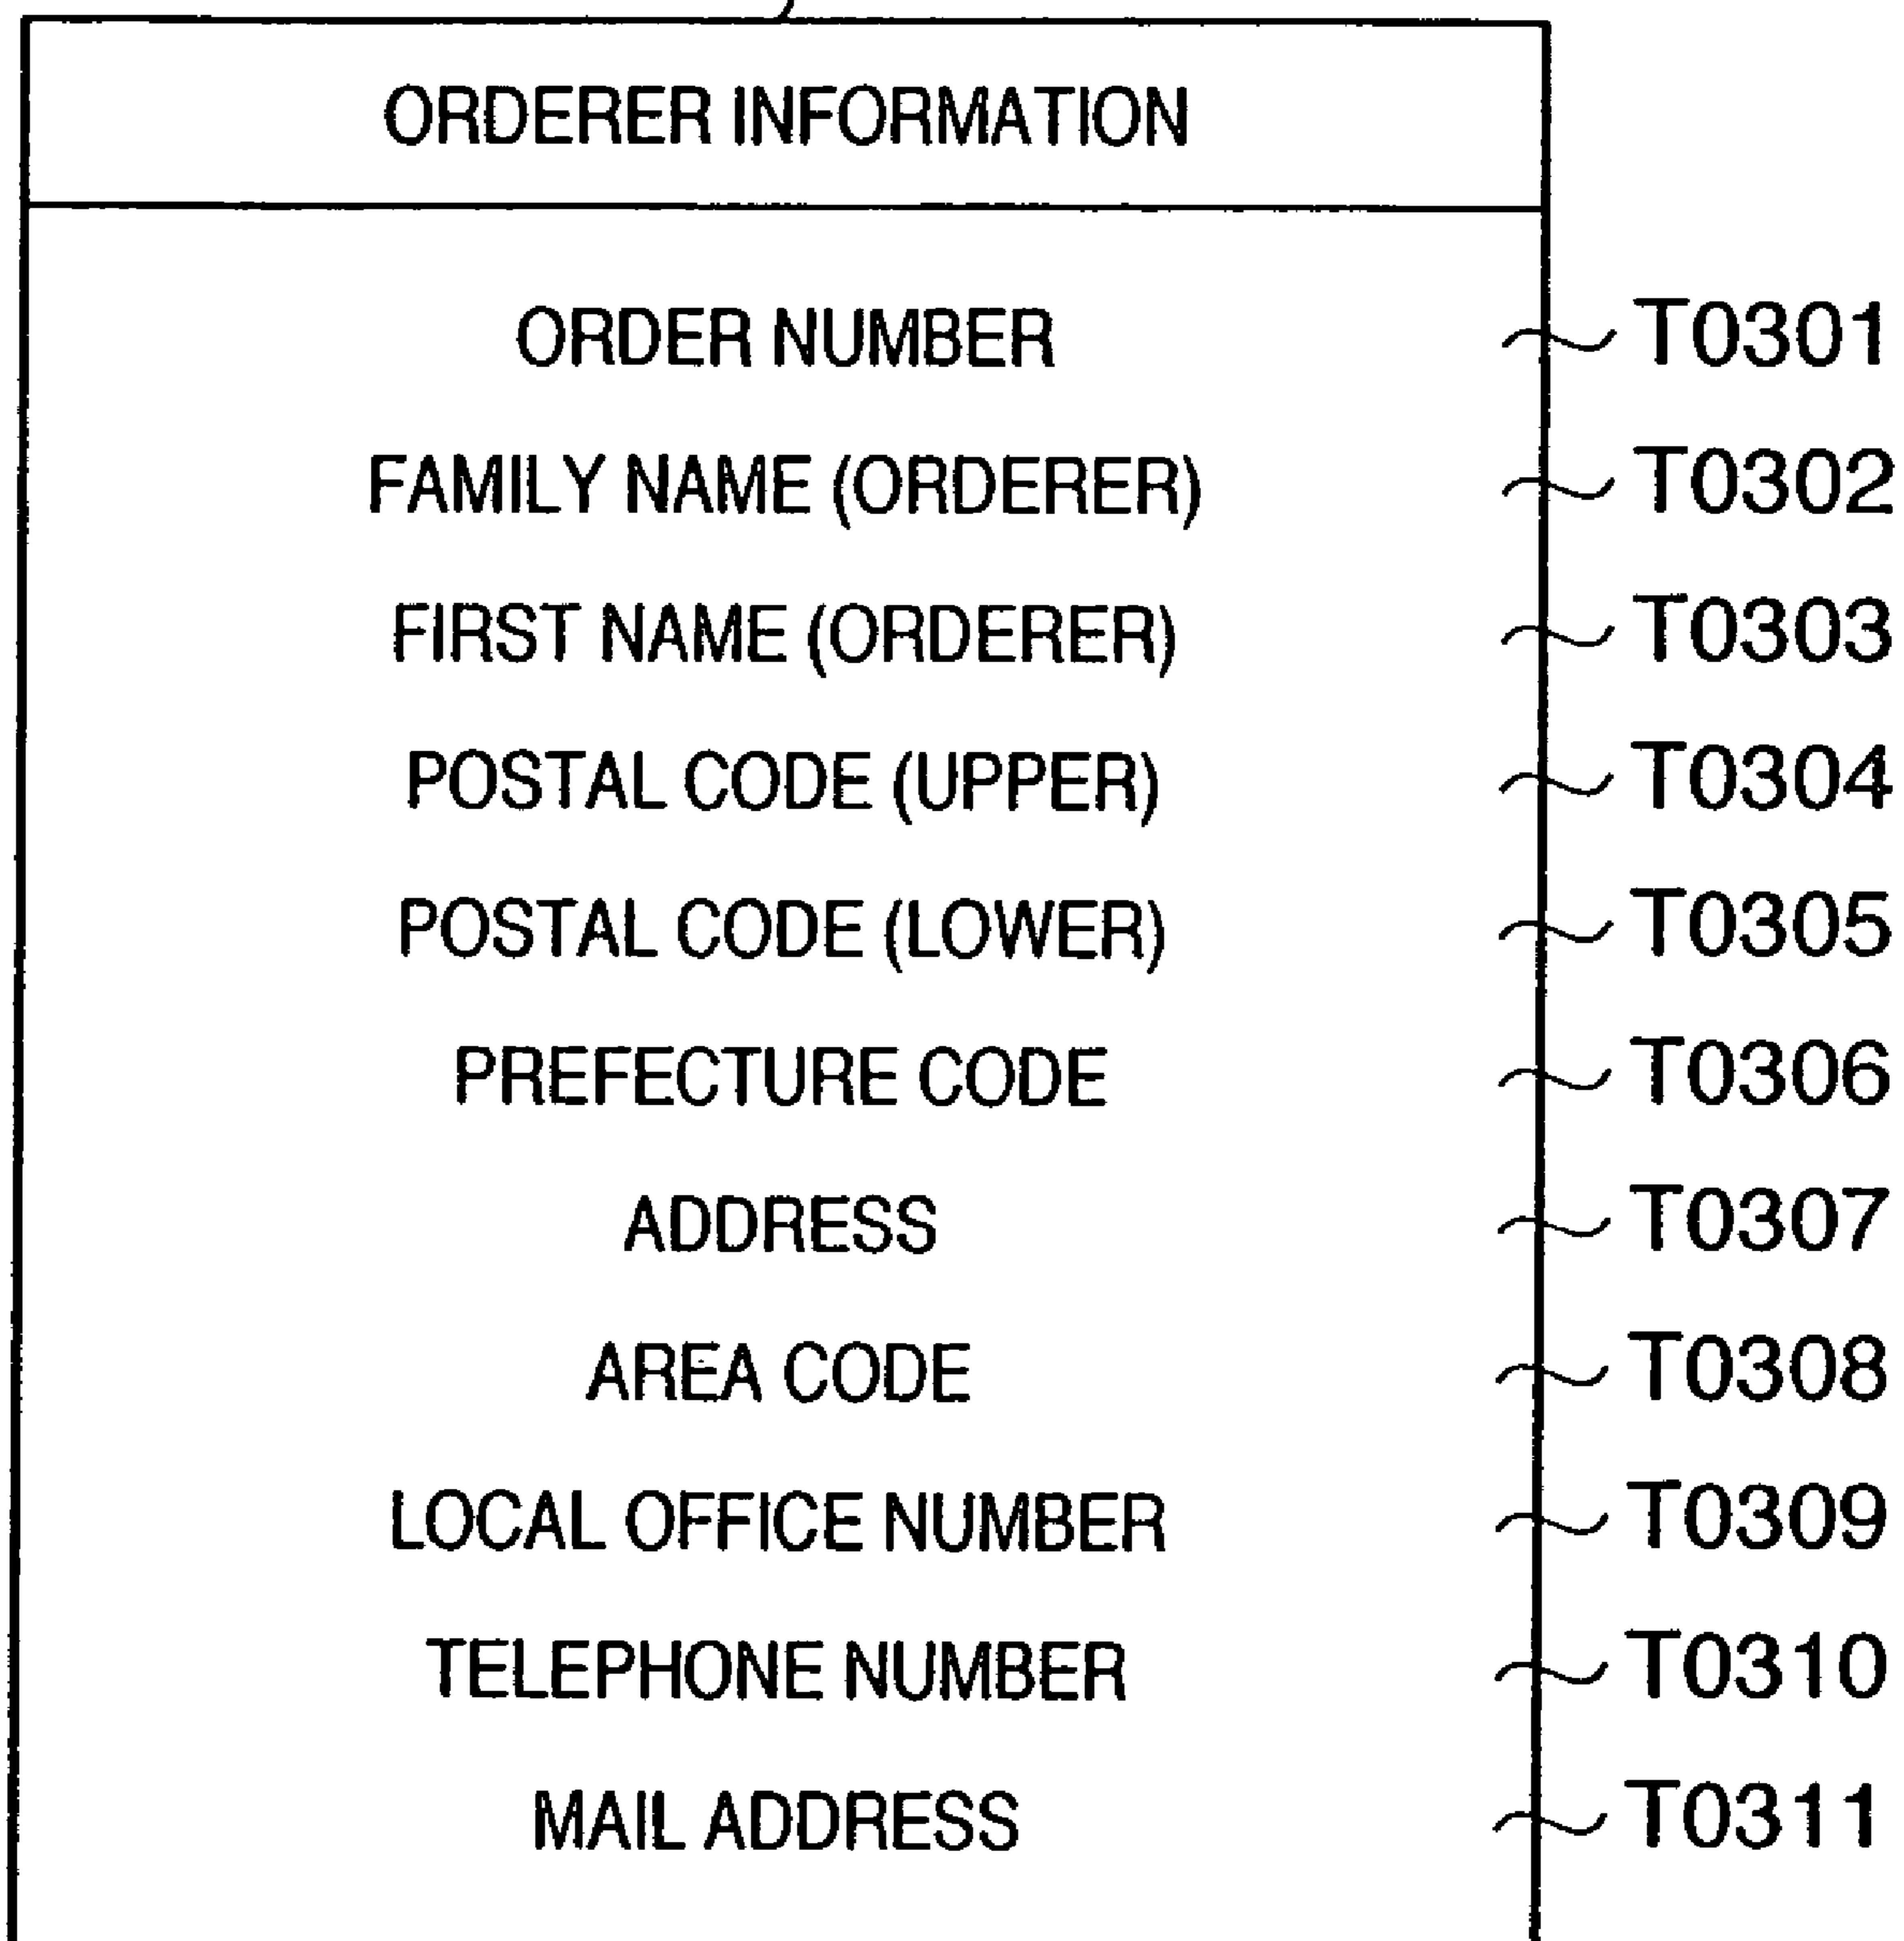 ORDERER INFORMATION
ORDER NUMBER T0301
FAMILY NAME (ORDERER) T0302
FIRST NAME (ORDERER) T0303
POSTAL CODE (UPPER) T0304
POSTAL CODE (LOWER) T0305
PREFECTURE CODE T0306
ADDRESS T0307
AREA CODE T0308
LOCAL OFFICE NUMBER T0309
TELEPHONE NUMBER T0310
MAIL ADDRESS T0311